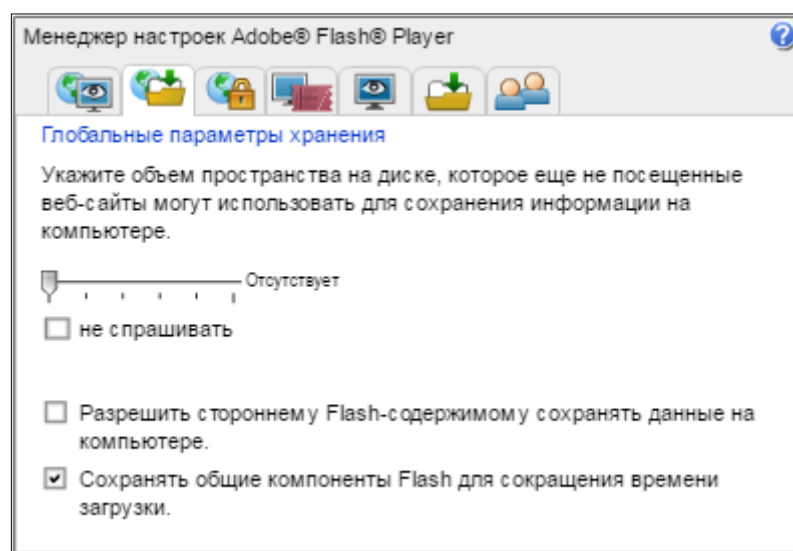 Менеджер настроек Adobe® Flash® Player
?
Глобальные параметры хранения
Укажите объем пространства на диске, которое еще не посещенные
веб-сайты могут использовать для сохранения информации на
компьютере.
Отсутствует
не спрашивать
Разрешить стороннему Flash-содержимому сохранять данные на
компьютере.
Сохранять общие компоненты Flash для сокращения времени
загрузки.